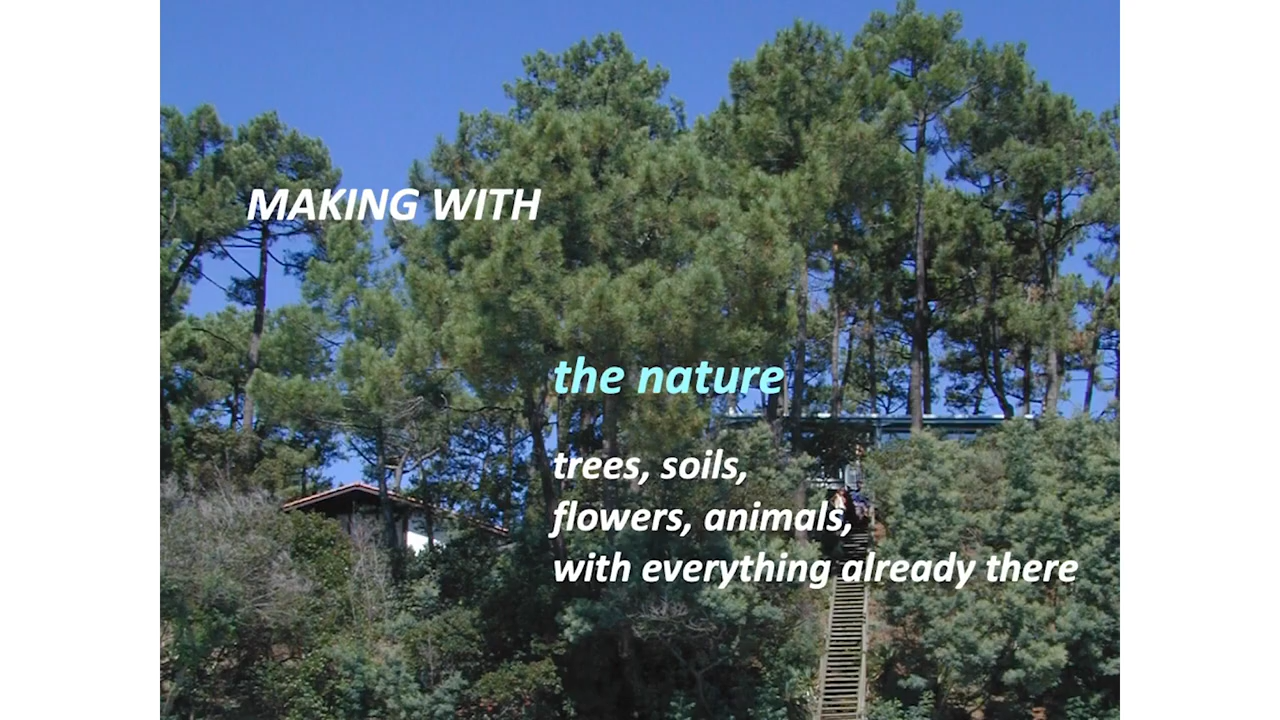 MAKING WITH
the nature
trees, soils,
flowers, animals,
with everything already there